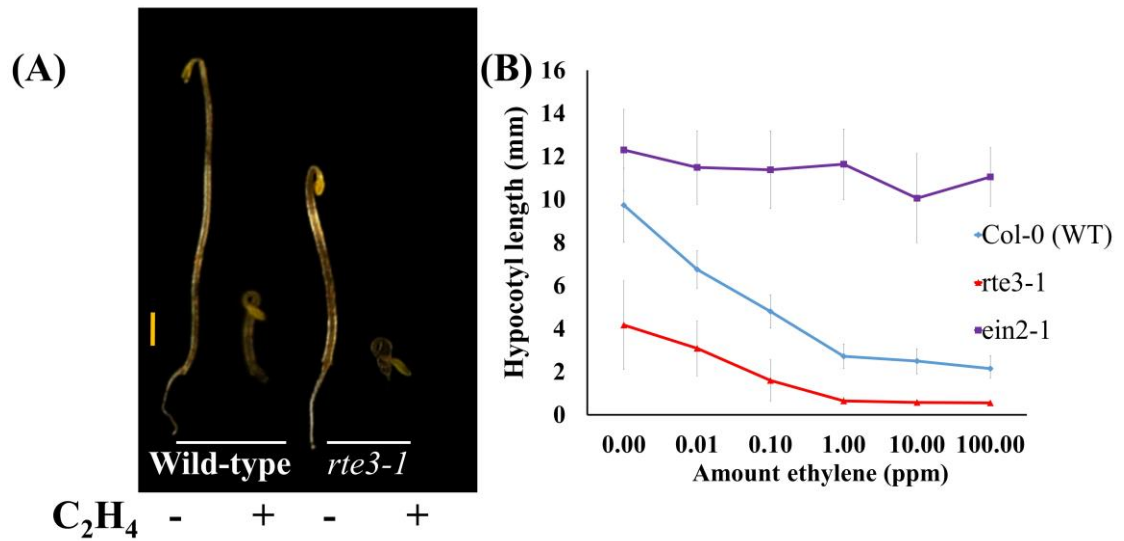 (A)
Wild-type rte3-1
C₂H₄ - + - +
(B)
Hypocotyl length (mm)
16
14
12
10
8
6
4
2
0
0.00 0.01 0.10 1.00 10.00 100.00
Amount ethylene (ppm)
Col-0 (WT)
rte3-1
ein2-1